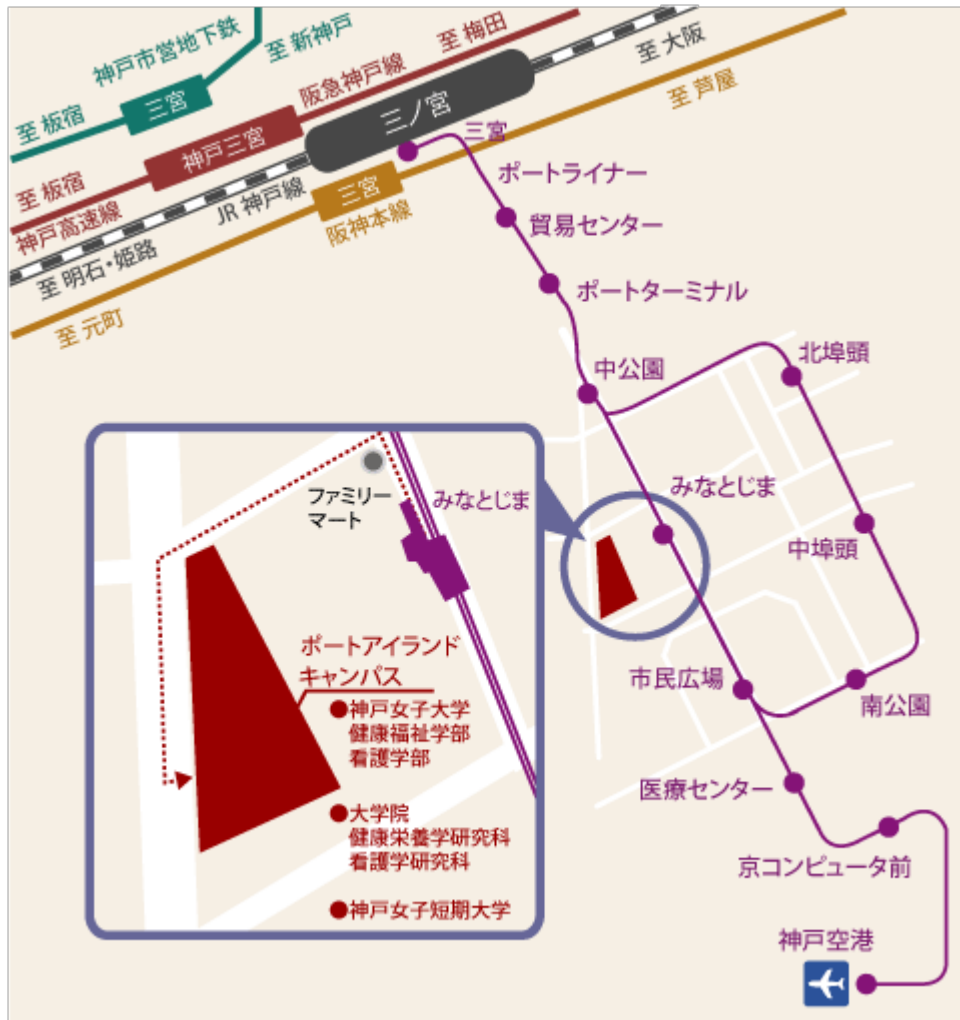 神戸市営地下鉄
至 新神戸
至 梅田
至 大阪
阪急神戸線
至 芦屋
三宮
至 板宿
神戸三宮
三ノ宮
三宮
至 板宿
神戸高速線
JR 神戸線
三宮
阪神本線
至 明石・姫路
至 元町
ポートライナー
貿易センター
ポートターミナル
中公園
北埠頭
みなとじま
中埠頭
市民広場
南公園
医療センター
京コンピュータ前
神戸空港
ファミリー
マート
みなとじま
ポートアイランド
キャンパス
●神戸女子大学
健康福祉学部
看護学部
●大学院
健康栄養学研究科
看護学研究科
●神戸女子短期大学